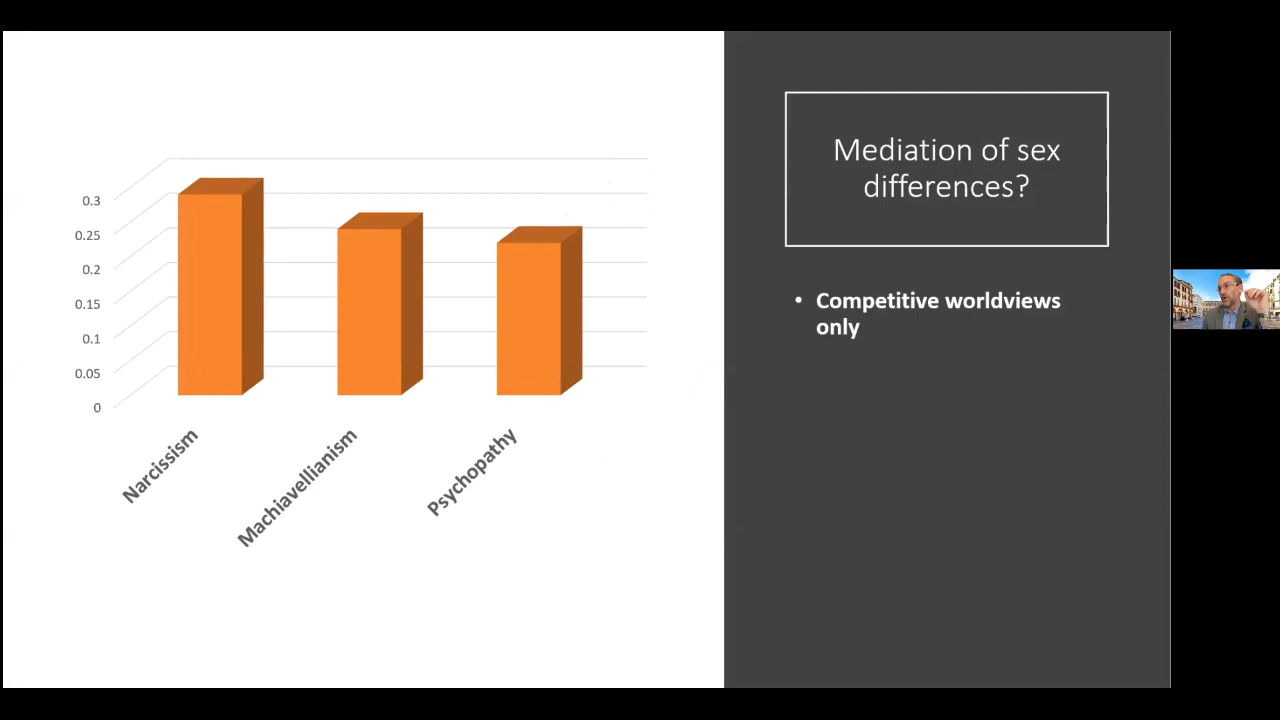 0.3
0.25
0.2
0.15
0.1
0.05
0
Narcissism
Machiavellianism
Psychopathy
Mediation of sex
differences?
• Competitive worldviews
only